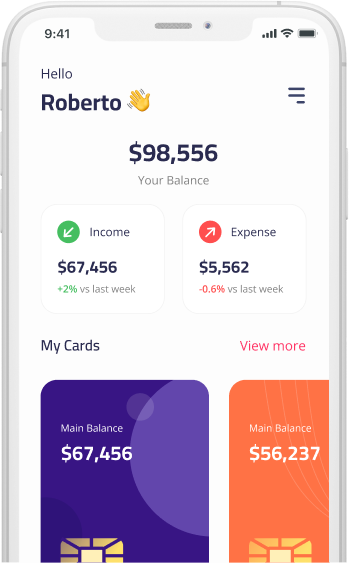 9:41
Hello
Roberto 👋
$98,556
Your Balance
Income
$67,456
+2% vs last week
Expense
$5,562
-0.6% vs last week
My Cards
View more
Main Balance
$67,456
Main Balance
$56,237